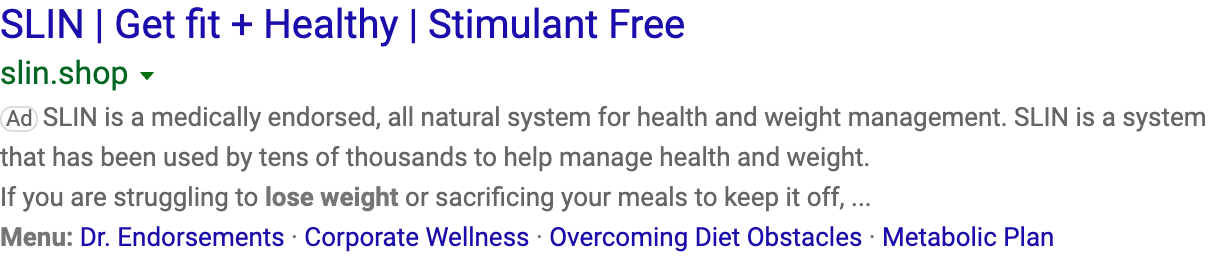 SLIN | Get fit + Healthy | Stimulant Free
slin.shop
Ad SLIN is a medically endorsed, all natural system for health and weight management. SLIN is a system
that has been used by tens of thousands to help manage health and weight.
If you are struggling to lose weight or sacrificing your meals to keep it off, ...
Menu: Dr. Endorsements · Corporate Wellness · Overcoming Diet Obstacles · Metabolic Plan